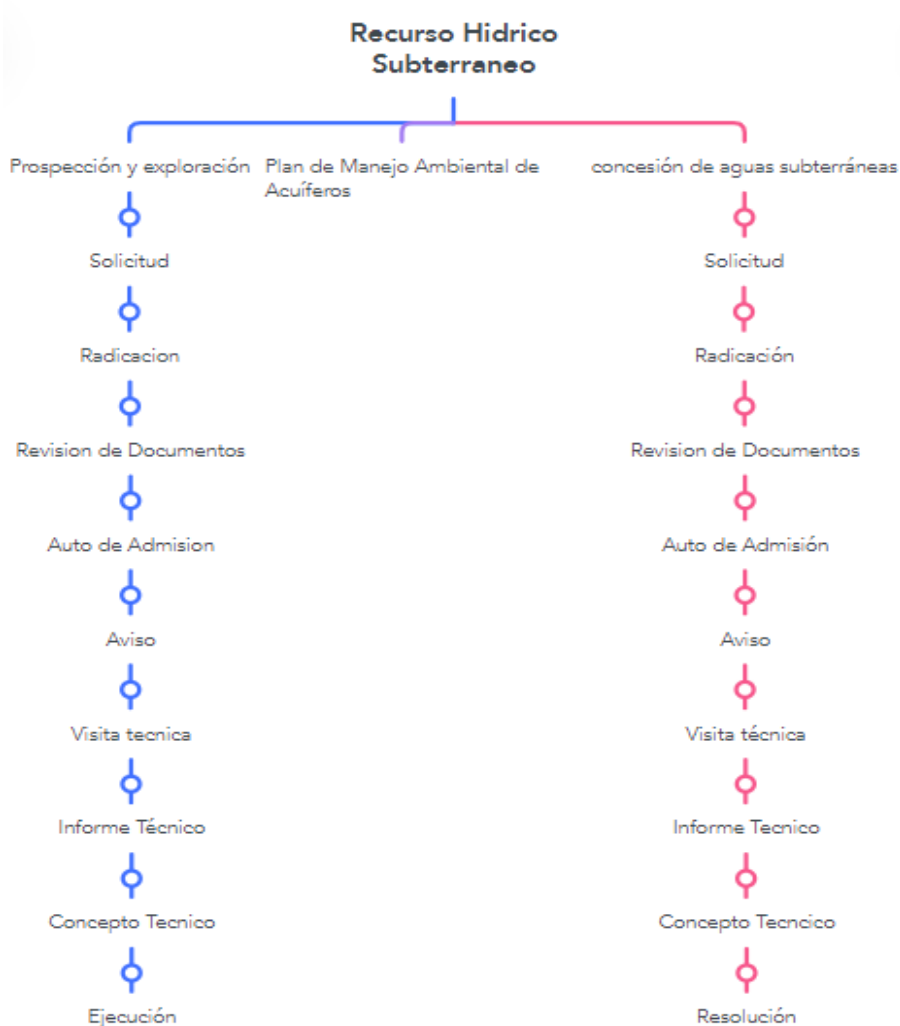 Recurso Hidrico
Subterraneo
Prospección y exploración
Plan de Manejo Ambiental de
Acuíferos
concesión de aguas subterráneas
Solicitud
Solicitud
Radicacion
Radicación
Revision de Documentos
Revision de Documentos
Auto de Admision
Auto de Admisión
Aviso
Aviso
Visita tecnica
Visita técnica
Informe Técnico
Informe Tecnico
Concepto Tecnico
Concepto Tecncico
Ejecución
Resolución